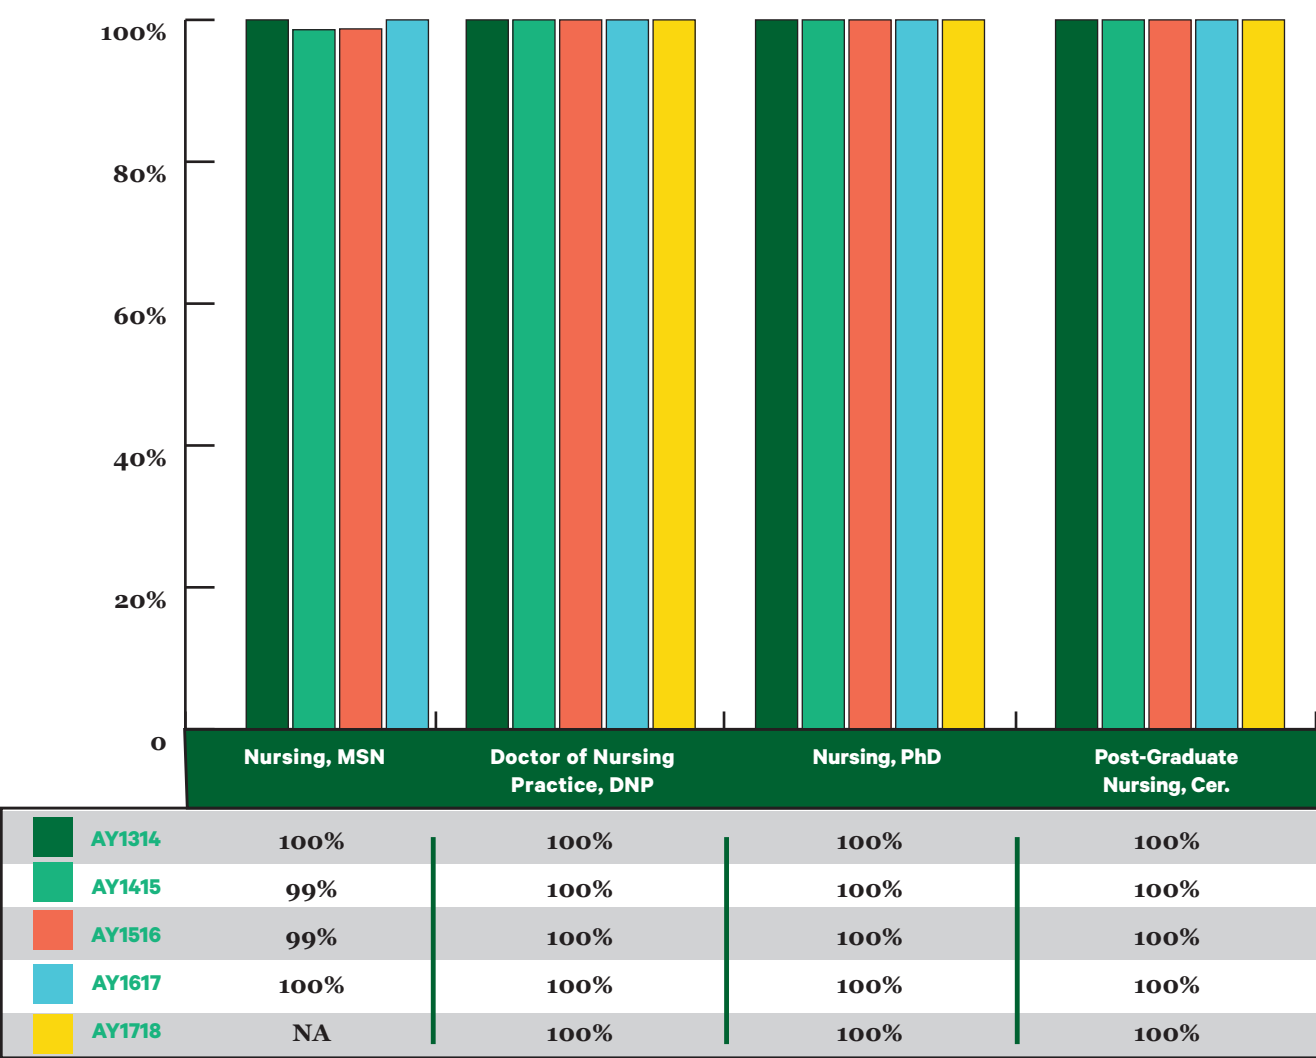 100%
80%
60%
40%
20%
0
Nursing, MSN
Doctor of Nursing
Practice, DNP
Nursing, PhD
Post-Graduate
Nursing, Cer.
AY1314 100% 100% 100% 100%
AY1415 99% 100% 100% 100%
AY1516 99% 100% 100% 100%
AY1617 100% 100% 100% 100%
AY1718 NA 100% 100% 100%